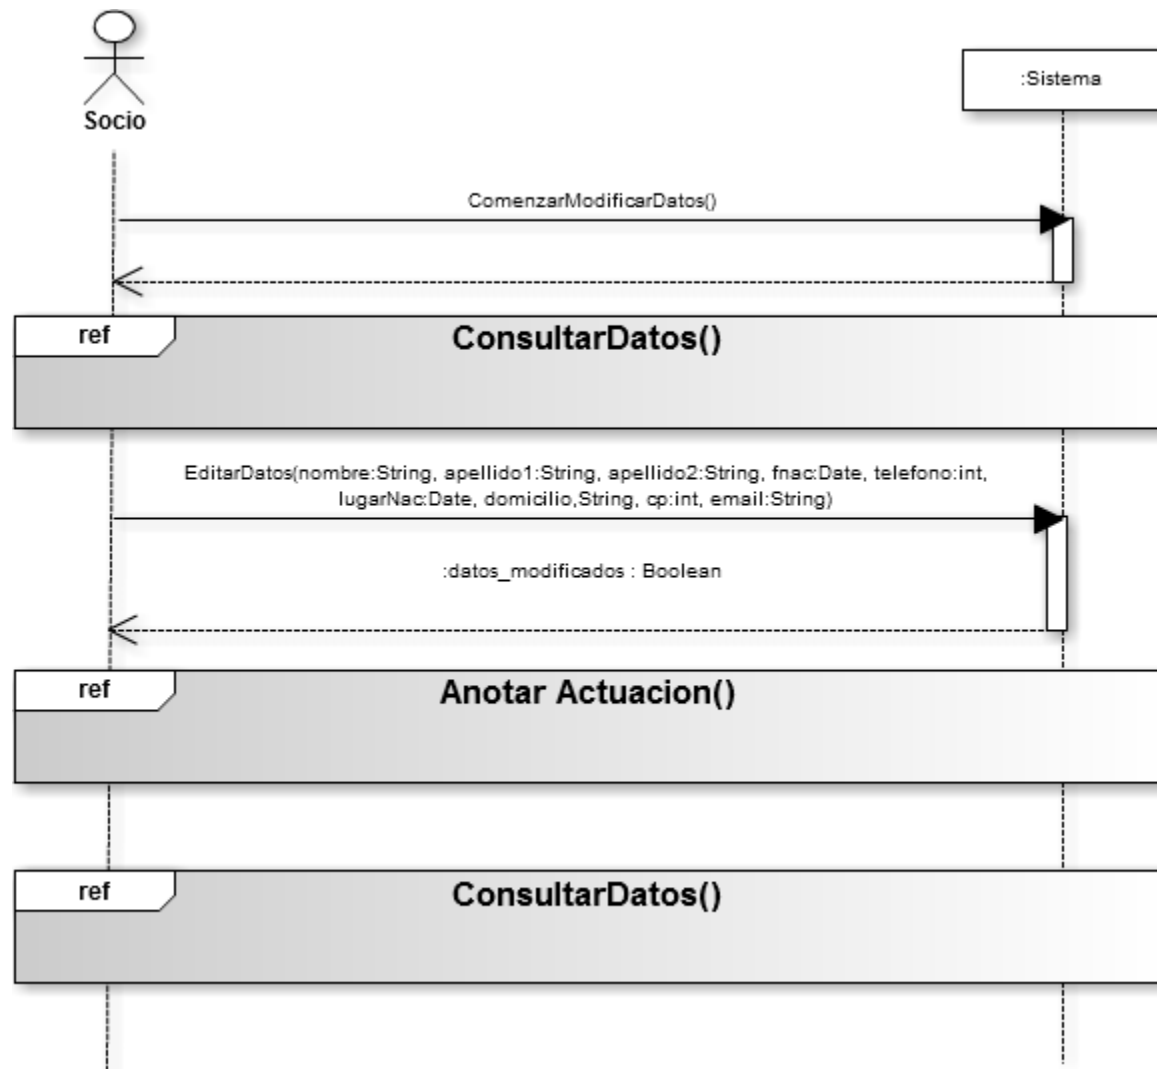 Socio
:Sistema
ComenzarModificarDatos()
ref
ConsultarDatos()
EditarDatos(nombre:String, apellido1:String, apellido2:String, fnac:Date, telefono:int,
lugarNac:Date, domicilio,String, cp:int, email:String)
:datos_modificados : Boolean
ref
Anotar Actuacion()
ref
ConsultarDatos()